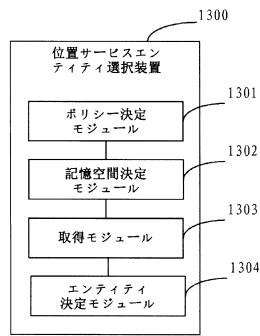 1300
位置サービスエン
ティティ選択装置
1301
ポリシー決定
モジュール
1302
記憶空間決定
モジュール
1303
取得モジュール
1304
エンティティ
決定モジュール